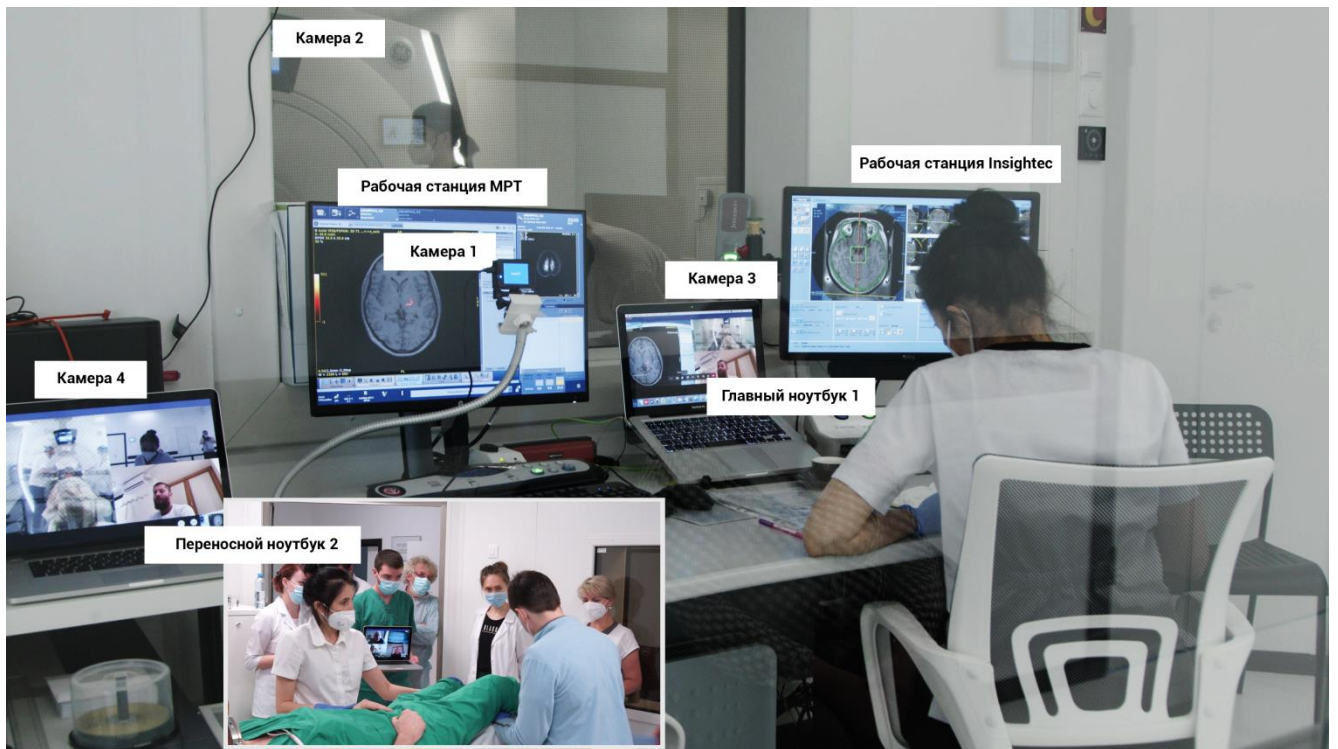 Камера 2
Рабочая станция Insightec
Рабочая станция МРТ
Камера 1
Камера 3
Камера 4
Главный ноутбук 1
Переносной ноутбук 2